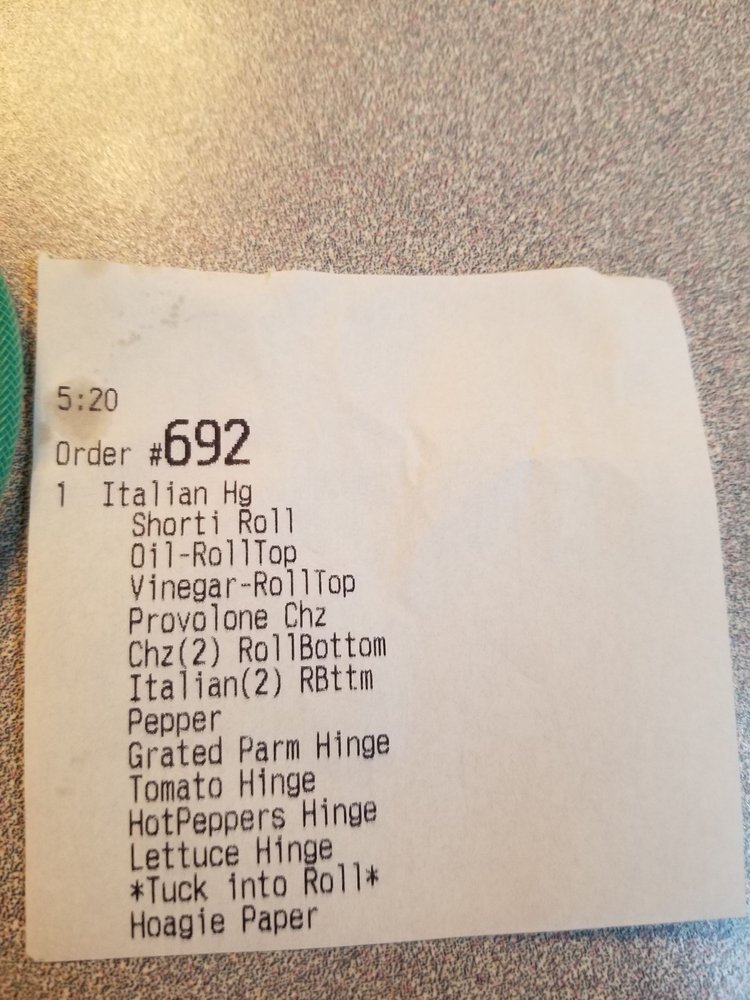 5:20
Order #692
1 Italian Hg
Shorti Roll
Oil-RollTop
Vinegar-RollTop
Provolone Chz
Chz(2) RollBottom
Italian(2) RBttm
Pepper
Grated Parm Hinge
Tomato Hinge
HotPeppers Hinge
Lettuce Hinge
*Tuck into Roll*
Hoagie Paper